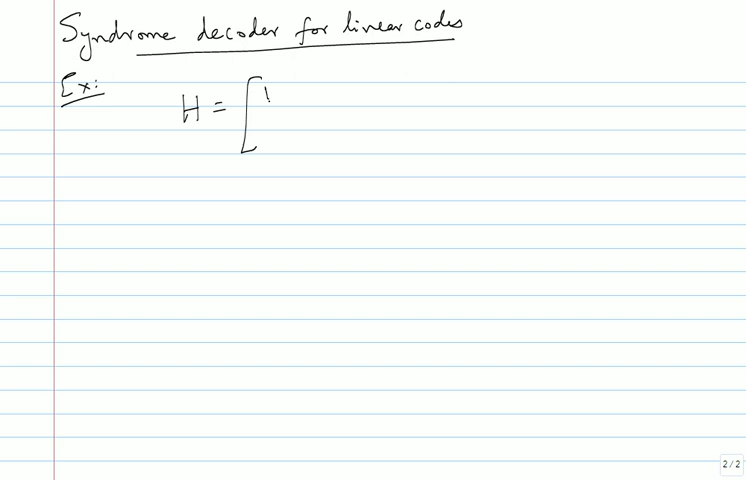 Syndrome decoder for linear codes
Ex:
H = [ 1
2/2